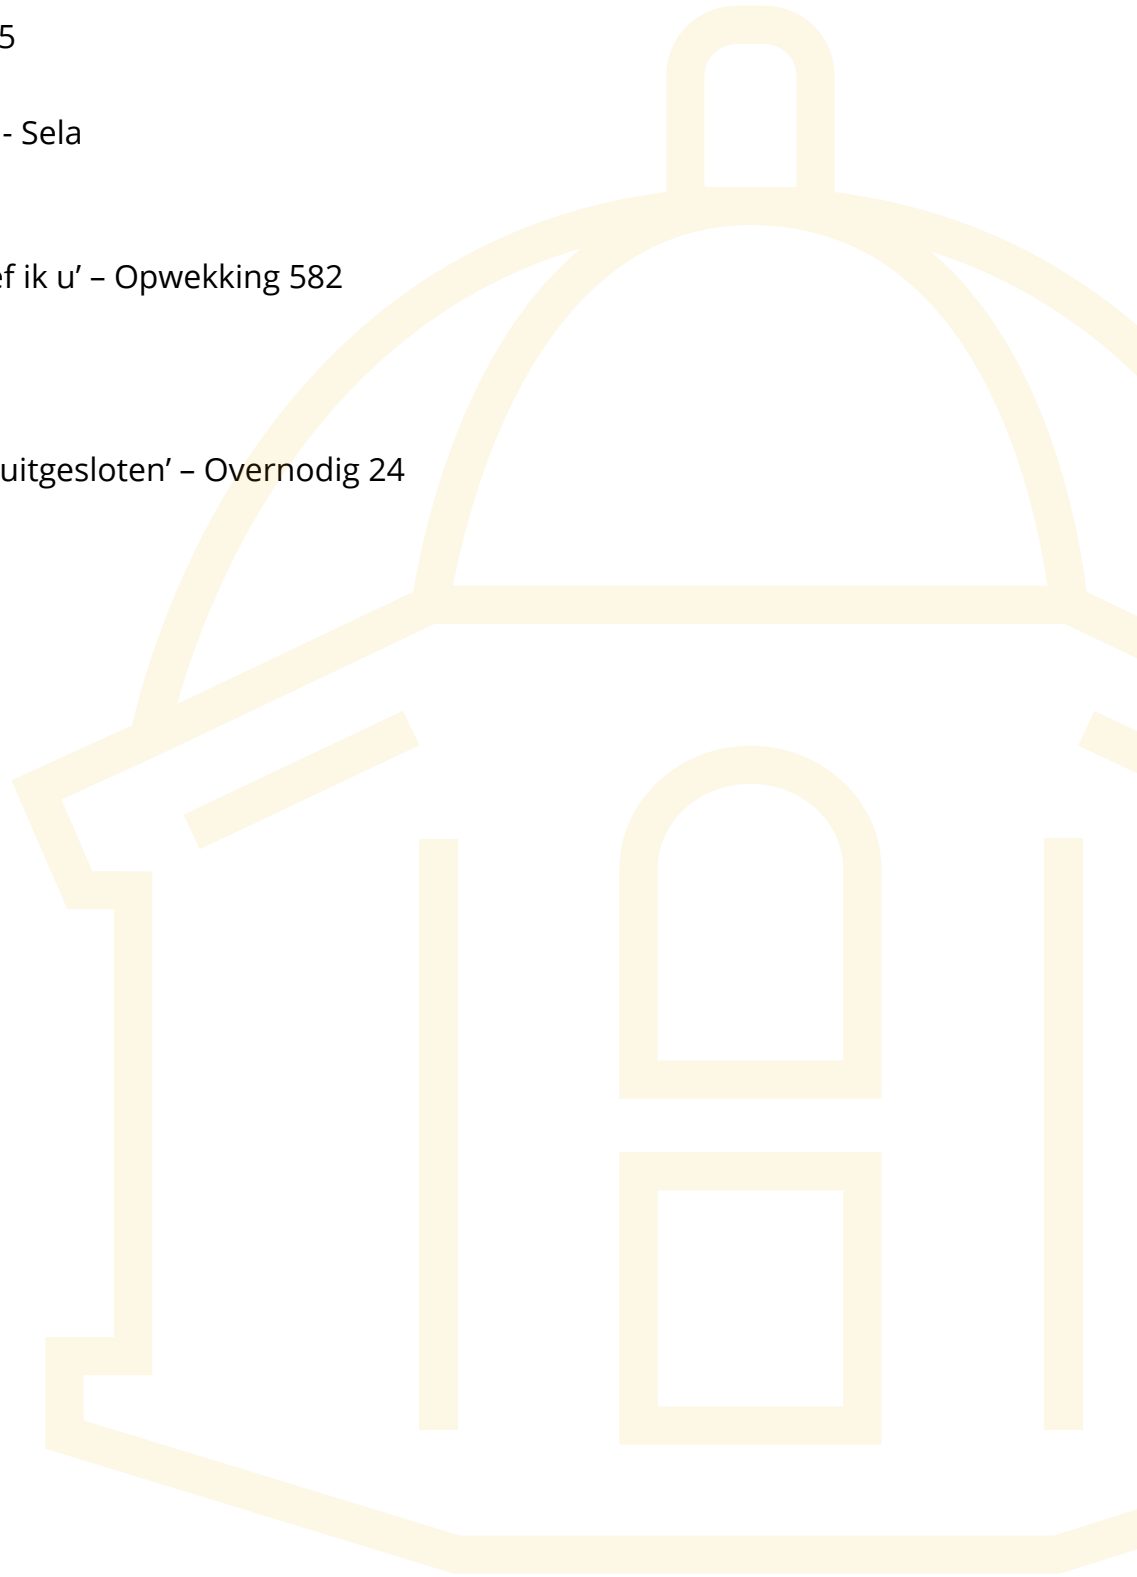 5
- Sela
ef ik u’ – Opwekking 582
uitgesloten’ – Overnodig 24